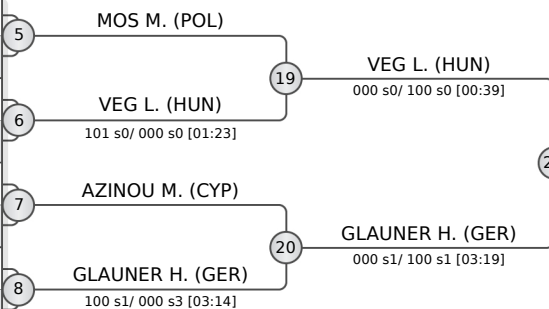 5
MOS M. (POL)
19
VEG L. (HUN)
000 s0/ 100 s0 [00:39]
6
VEG L. (HUN)
101 s0/ 000 s0 [01:23]
7
AZINOU M. (CYP)
20
GLAUNER H. (GER)
000 s1/ 100 s1 [03:19]
8
GLAUNER H. (GER)
100 s1/ 000 s3 [03:14]